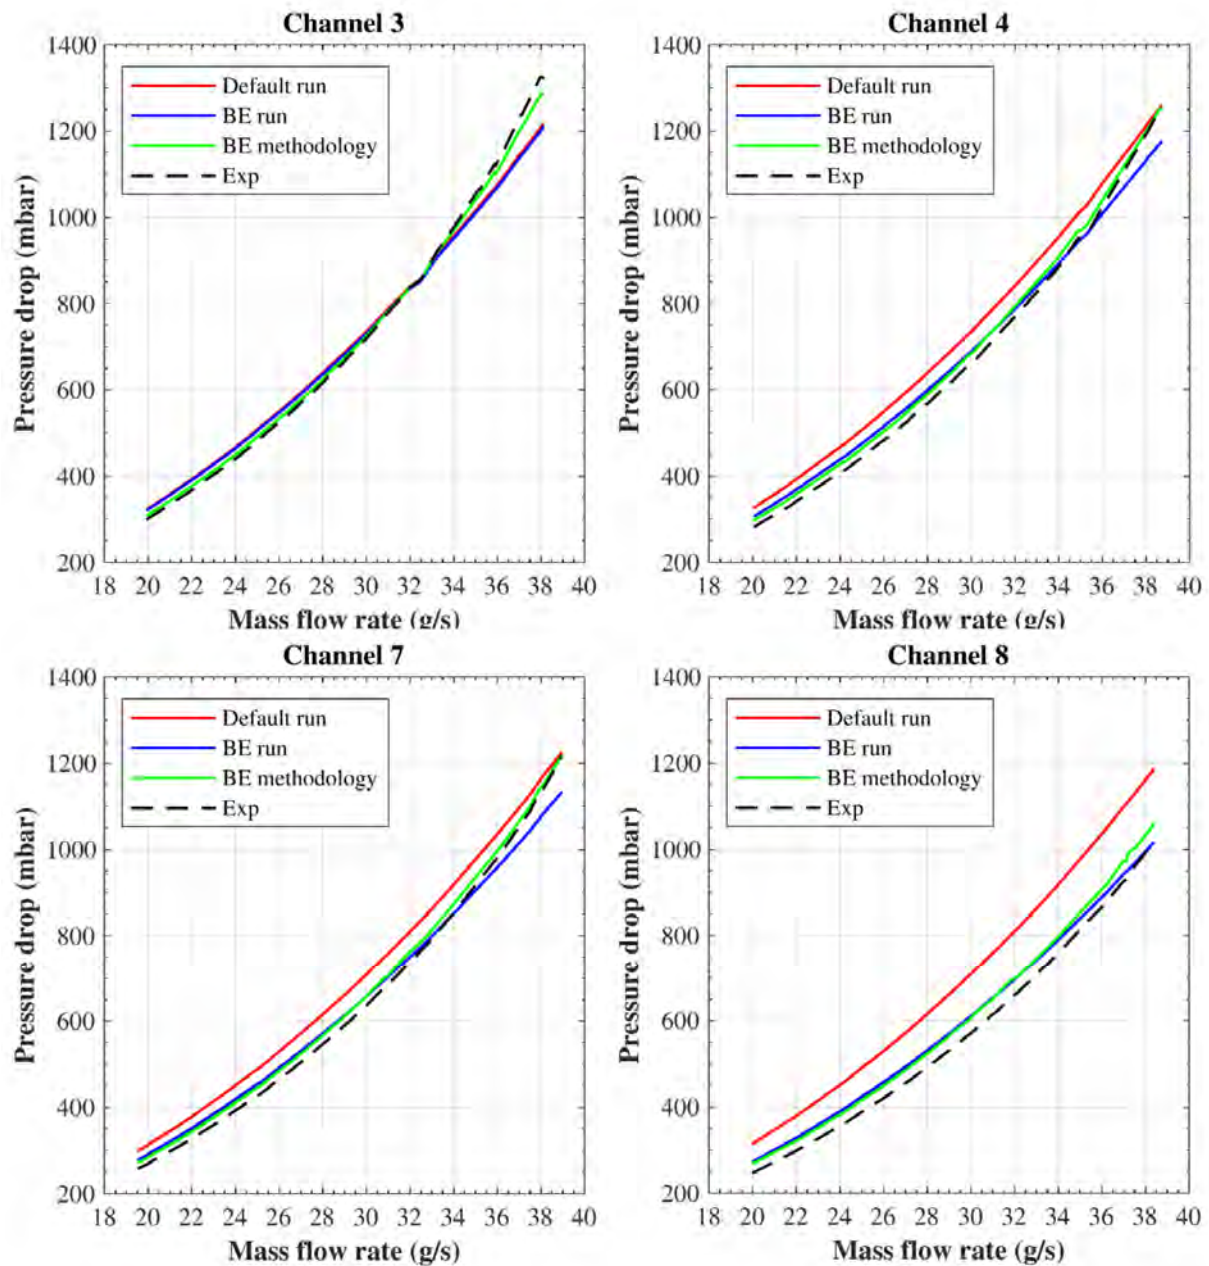 Channel 3
1400
1200
1000
800
600
400
200
Pressure drop (mbar)
Default run
BE run
BE methodology
Exp
18 20 22 24 26 28 30 32 34 36 38 40
Mass flow rate (g/s)
Channel 4
1400
1200
1000
800
600
400
200
Pressure drop (mbar)
Default run
BE run
BE methodology
Exp
18 20 22 24 26 28 30 32 34 36 38 40
Mass flow rate (g/s)
Channel 7
1400
1200
1000
800
600
400
200
Pressure drop (mbar)
Default run
BE run
BE methodology
Exp
18 20 22 24 26 28 30 32 34 36 38 40
Mass flow rate (g/s)
Channel 8
1400
1200
1000
800
600
400
200
Pressure drop (mbar)
Default run
BE run
BE methodology
Exp
18 20 22 24 26 28 30 32 34 36 38 40
Mass flow rate (g/s)